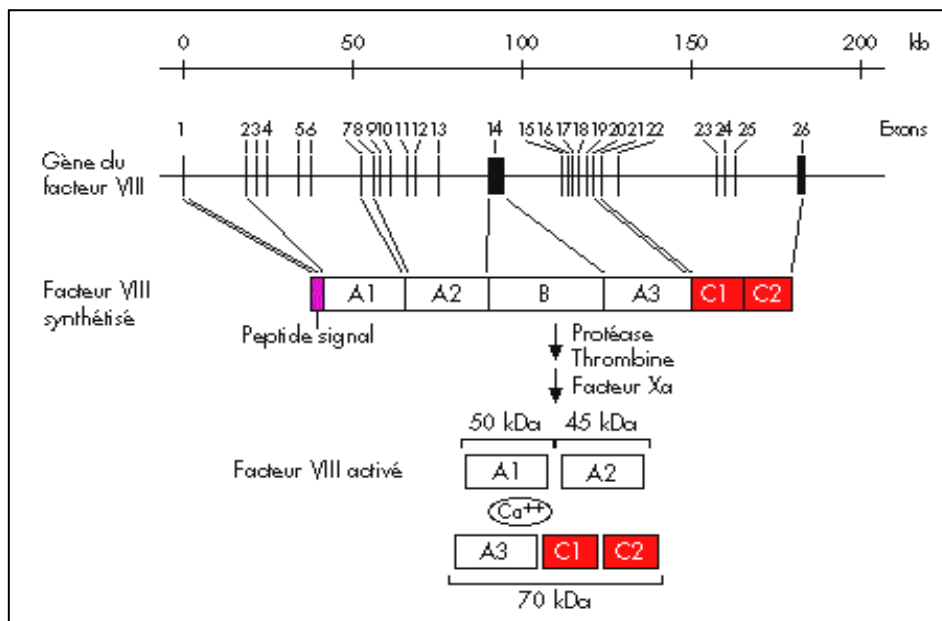 0 50 100 150 200 kb
1 2 3 4 5 6 7 8 9 10 11 12 13 14 15 16 17 18 19 20 21 22 23 24 25 26 Exons
Gène du
facteur VIII
Facteur VIII
synthétisé
A1 A2 B A3 C1 C2
Peptide signal
Protéase
Thrombine
Facteur Xa
50 kDa 45 kDa
Facteur VIII activé
A1 A2
Ca++
A3 C1 C2
70 kDa